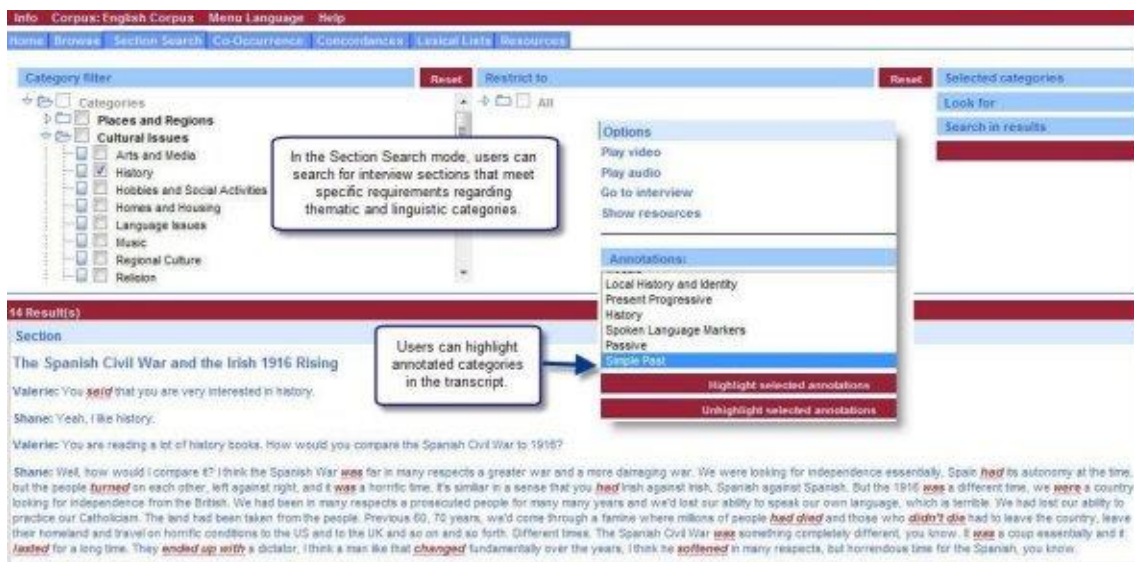 Info Corpus: English Corpus Menu Language Help
Home Browse Section Search Co-Occurrence Concordances Lexical Lists Resources
Category filter Reset Restrict to Reset Selected categories
Categories
All
Look for
Places and Regions
Cultural Issues
Search in results
Arts and Media
History
Hobbies and Social Activities
Homes and Housing
Language Issues
Music
Regional Culture
Religion
In the Section Search mode, users can
search for interview sections that meet
specific requirements regarding
thematic and linguistic categories.
Options
Play video
Play audio
Go to interview
Show resources
Annotations:
Local History and Identity
Present Progressive
History
Spoken Language Markers
Passive
Simple Past
Highlight selected annotations
Unhighlight selected annotations
14 Result(s)
Section
Users can highlight
annotated categories
in the transcript.
The Spanish Civil War and the Irish 1916 Rising
Valerie: You said that you are very interested in history.
Shane: Yeah, I like history.
Valerie: You are reading a lot of history books. How would you compare the Spanish Civil War to 1916?
Shane: Well, how would I compare it? I think the Spanish War was far in many respects a greater war and a more damaging war. We were looking for independence essentially. Spain had its autonomy at the time,
but the people turned on each other, left against right, and it was a horrific time. It's similar in a sense that you had Irish against Irish, Spanish against Spanish. But the 1916 was a different time, we were a country
looking for independence from the British. We had been in many respects a prosecuted people for many many years and we'd lost our ability to speak our own language, which is terrible. We had lost our ability to
practice our Catholicism. The land had been taken from the people. Previous 60, 70 years, we'd come through a famine where millions of people had died and those who didn't die had to leave the country, leave
their homeland and travel on horrific conditions to the US and to the UK and so on and so forth. Different times. The Spanish Civil War was something completely different, you know. It was a coup essentially and it
lasted for a long time. They ended up with a dictator, I think a man like that changed fundamentally over the years, I think he softened in many respects, but horrendous time for the Spanish, you know.